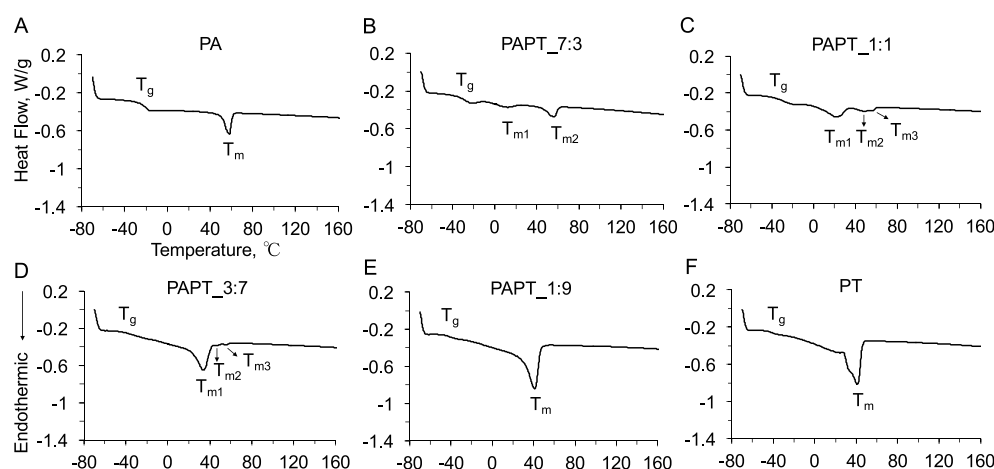 A
PA
0.2
-0.2
-0.6
-1
-1.4
Heat Flow, W/g
Tg
Tm
-80 -40 0 40 80 120 160
Temperature, ℃
B
PAPT_7:3
0.2
-0.2
-0.6
-1
-1.4
Tg
Tm1
Tm2
-80 -40 0 40 80 120 160
C
PAPT_1:1
0.2
-0.2
-0.6
-1
-1.4
Tg
Tm1
Tm2
Tm3
-80 -40 0 40 80 120 160
D
PAPT_3:7
0.2
-0.2
-0.6
-1
-1.4
Endothermic
Tg
Tm1
Tm2
Tm3
-80 -40 0 40 80 120 160
E
PAPT_1:9
0.2
-0.2
-0.6
-1
-1.4
Tg
Tm
-80 -40 0 40 80 120 160
F
PT
0.2
-0.2
-0.6
-1
-1.4
Tg
Tm
-80 -40 0 40 80 120 160